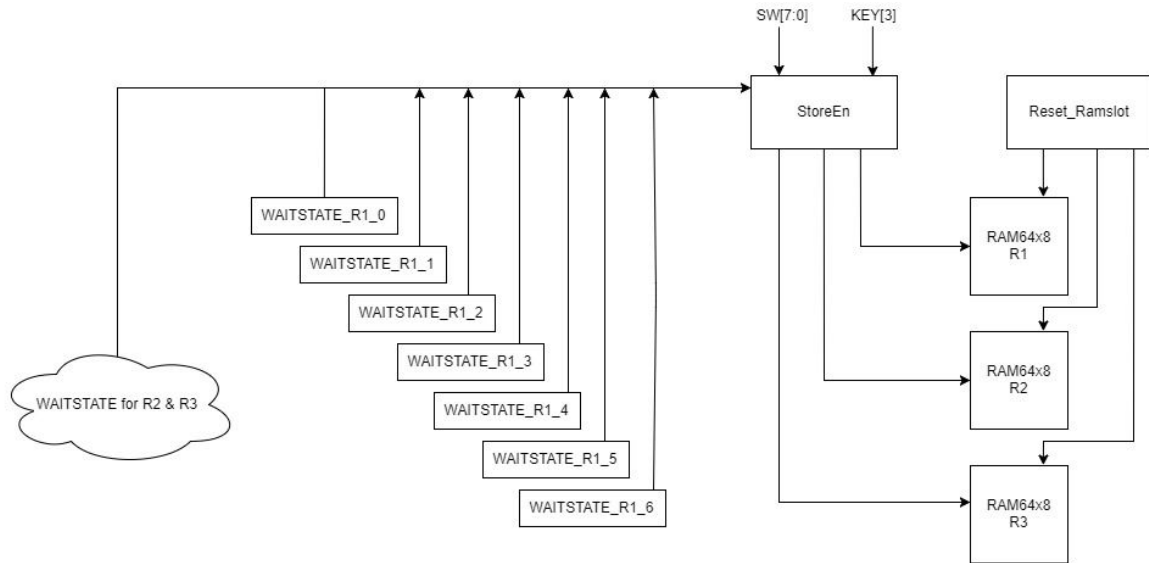 SW[7:0]
KEY[3]
StoreEn
Reset_Ramslot
WAITSTATE_R1_0
WAITSTATE_R1_1
WAITSTATE_R1_2
WAITSTATE_R1_3
WAITSTATE_R1_4
WAITSTATE_R1_5
WAITSTATE_R1_6
WAITSTATE for R2 & R3
RAM64x8
R1
RAM64x8
R2
RAM64x8
R3